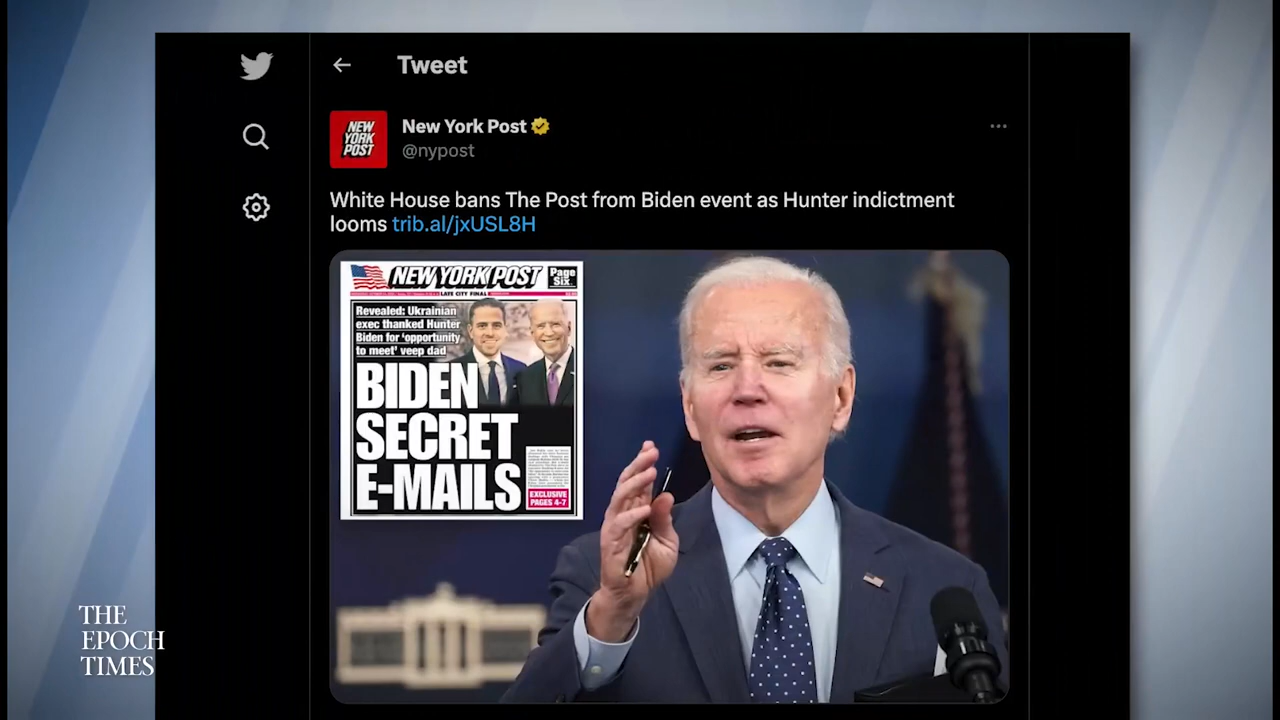 Tweet
NEW
YORK
POST
New York Post
@nypost
White House bans The Post from Biden event as Hunter indictment
looms trib.al/jxUSL8H
NEW YORK POST
Page
Six
LATE CITY FINAL
Revealed: Ukrainian
exec thanked Hunter
Biden for 'opportunity
to meet' veep dad
BIDEN
SECRET
E-MAILS
EXCLUSIVE
PAGES 4-7
THE
EPOCH
TIMES